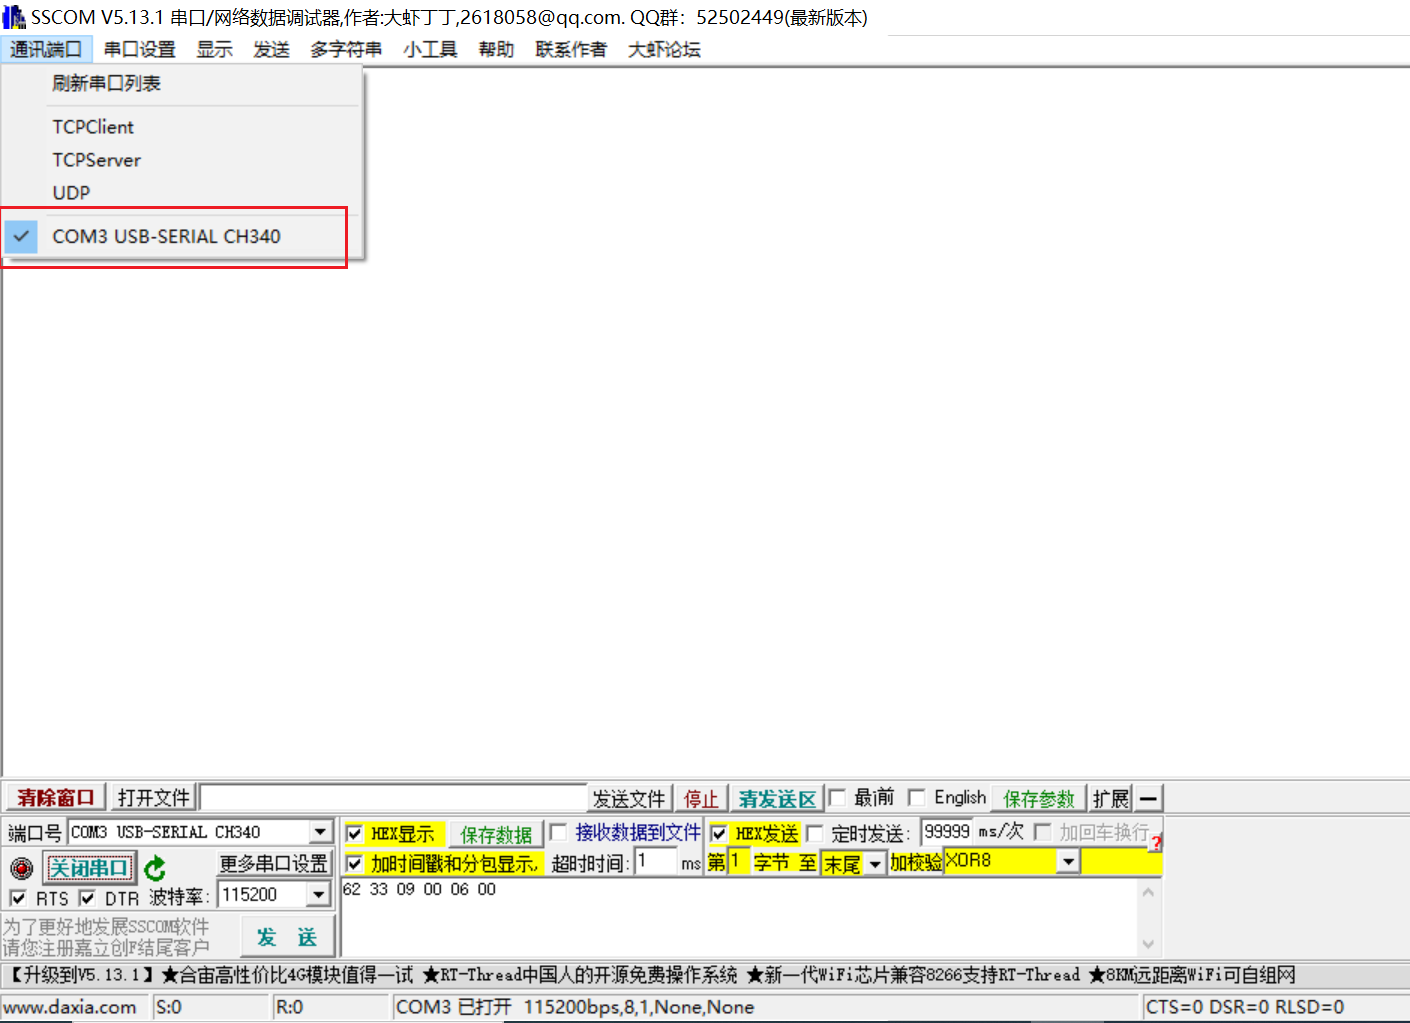 SSCOM V5.13.1 串口/网络数据调试器,作者:大虾丁丁,2618058@qq.com. QQ群：52502449(最新版本)
通讯端口 串口设置 显示 发送 多字符串 小工具 帮助 联系作者 大虾论坛
刷新串口列表
TCPClient
TCPServer
UDP
COM3 USB-SERIAL CH340
清除窗口 打开文件 发送文件 停止 清发送区 最前 English 保存参数 扩展 —
端口号 COM3 USB-SERIAL CH340 HEX显示 保存数据 接收数据到文件 HEX发送 定时发送: 99999 ms/次 加回车换行 ?
关闭串口 更多串口设置 加时间戳和分包显示, 超时时间: 1 ms 第 1 字节 至 末尾 加校验 XOR8
RTS DTR 波特率: 115200 62 33 09 00 06 00
为了更好地发展SSCOM软件
请您注册嘉立创F结尾客户
发 送
【升级到V5.13.1】★合宙高性价比4G模块值得一试 ★RT-Thread中国人的开源免费操作系统 ★新一代WiFi芯片兼容8266支持RT-Thread ★8KM远距离WiFi可自组网
www.daxia.com S:0 R:0 COM3 已打开 115200bps,8,1,None,None CTS=0 DSR=0 RLSD=0